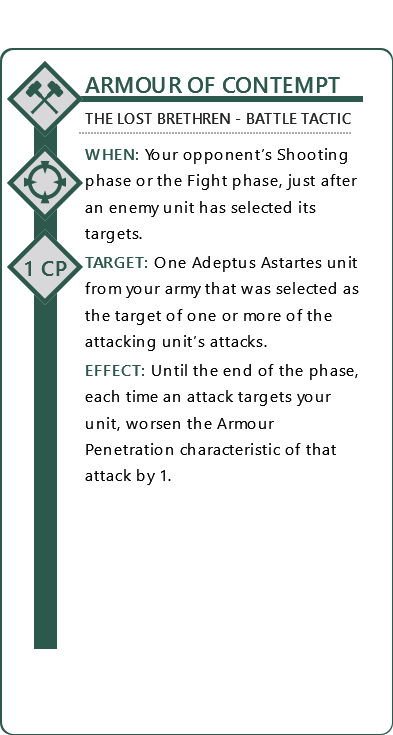 ARMOUR OF CONTEMPT
THE LOST BRETHREN - BATTLE TACTIC
WHEN: Your opponent’s Shooting
phase or the Fight phase, just after
an enemy unit has selected its
targets.
1 CP
TARGET: One Adeptus Astartes unit
from your army that was selected as
the target of one or more of the
attacking unit’s attacks.
EFFECT: Until the end of the phase,
each time an attack targets your
unit, worsen the Armour
Penetration characteristic of that
attack by 1.